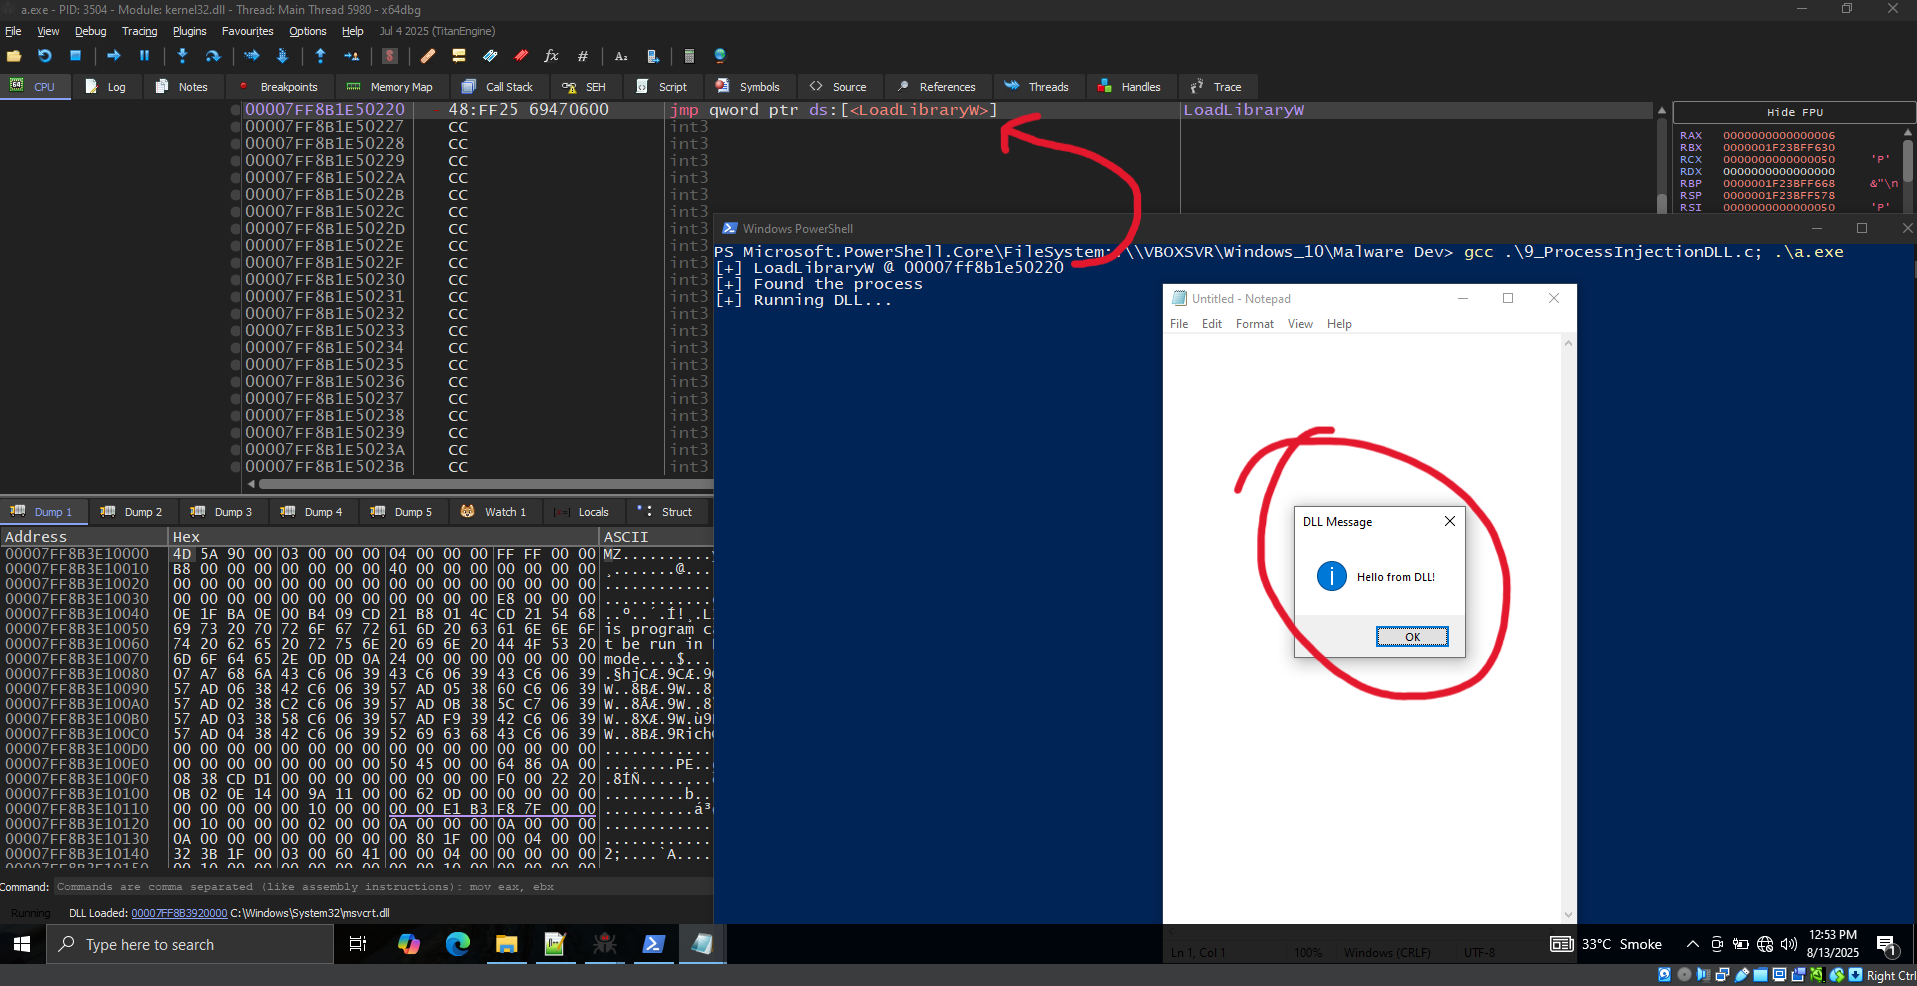 a.exe - PID: 3504 - Module: kernel32.dll - Thread: Main Thread 5980 - x64dbg
File View Debug Tracing Plugins Favourites Options Help Jul 4 2025 (TitanEngine)
CPU Log Notes Breakpoints Memory Map Call Stack SEH Script Symbols Source References Threads Handles Trace
00007FF8B1E50220 48:FF25 69470600 jmp qword ptr ds:[<LoadLibraryW>] LoadLibraryW
00007FF8B1E50227 CC int3
00007FF8B1E50228 CC int3
00007FF8B1E50229 CC int3
00007FF8B1E5022A CC int3
00007FF8B1E5022B CC int3
00007FF8B1E5022C CC int3
00007FF8B1E5022D CC int3
00007FF8B1E5022E CC int3
00007FF8B1E5022F CC int3
00007FF8B1E50230 CC int3
00007FF8B1E50231 CC int3
00007FF8B1E50232 CC int3
00007FF8B1E50233 CC int3
00007FF8B1E50234 CC int3
00007FF8B1E50235 CC int3
00007FF8B1E50236 CC int3
00007FF8B1E50237 CC int3
00007FF8B1E50238 CC int3
00007FF8B1E50239 CC int3
00007FF8B1E5023A CC int3
00007FF8B1E5023B CC int3
Hide FPU
RAX 0000000000000006
RBX 0000001F23BFF630
RCX 0000000000000050 'P'
RDX 0000000000000000
RBP 0000001F23BFF668 &"\n
RSP 0000001F23BFF578
RSI 0000000000000050 'P'
Windows PowerShell
PS Microsoft.PowerShell.Core\FileSystem::\\VBOXSVR\Windows_10\Malware Dev> gcc .\9_ProcessInjectionDLL.c; .\a.exe
[+] LoadLibraryW @ 00007ff8b1e50220
[+] Found the process
[+] Running DLL...
Untitled - Notepad
File Edit Format View Help
DLL Message
Hello from DLL!
OK
Ln 1, Col 1 100% Windows (CRLF) UTF-8
Dump 1 Dump 2 Dump 3 Dump 4 Dump 5 Watch 1 Locals Struct
Address Hex ASCII
00007FF8B3E10000 4D 5A 90 00 03 00 00 00 04 00 00 00 FF FF 00 00 MZ..........
00007FF8B3E10010 B8 00 00 00 00 00 00 00 40 00 00 00 00 00 00 00 ¸.......@...
00007FF8B3E10020 00 00 00 00 00 00 00 00 00 00 00 00 00 00 00 00 ............
00007FF8B3E10030 00 00 00 00 00 00 00 00 00 00 00 00 E8 00 00 00 ............
00007FF8B3E10040 0E 1F BA 0E 00 B4 09 CD 21 B8 01 4C CD 21 54 68 ..º..´.Í!¸.L
00007FF8B3E10050 69 73 20 70 72 6F 67 72 61 6D 20 63 61 6E 6E 6F is program c
00007FF8B3E10060 74 20 62 65 20 72 75 6E 20 69 6E 20 44 4F 53 20 t be run in
00007FF8B3E10070 6D 6F 64 65 2E 0D 0D 0A 24 00 00 00 00 00 00 00 mode....$...
00007FF8B3E10080 07 A7 68 6A 43 C6 06 39 43 C6 06 39 43 C6 06 39 .§hjCÆ.9CÆ.9
00007FF8B3E10090 57 AD 06 38 42 C6 06 39 57 AD 05 38 60 C6 06 39 W..8BÆ.9W..8
00007FF8B3E100A0 57 AD 02 38 C2 C6 06 39 57 AD 0B 38 5C C7 06 39 W..8ÂÆ.9W..8
00007FF8B3E100B0 57 AD 03 38 58 C6 06 39 57 AD F9 39 42 C6 06 39 W..8XÆ.9W.ù9
00007FF8B3E100C0 57 AD 04 38 42 C6 06 39 52 69 63 68 43 C6 06 39 W..8BÆ.9Rich
00007FF8B3E100D0 00 00 00 00 00 00 00 00 00 00 00 00 00 00 00 00 ............
00007FF8B3E100E0 00 00 00 00 00 00 00 00 50 45 00 00 64 86 0A 00 ........PE..
00007FF8B3E100F0 08 38 CD D1 00 00 00 00 00 00 00 00 F0 00 22 20 .8ÍÑ........
00007FF8B3E10100 0B 02 0E 14 00 9A 11 00 00 62 0D 00 00 00 00 00 .........b..
00007FF8B3E10110 00 00 00 00 00 10 00 00 00 00 E1 B3 F8 7F 00 00 ..........á³
00007FF8B3E10120 00 10 00 00 00 02 00 00 0A 00 00 00 0A 00 00 00 ............
00007FF8B3E10130 0A 00 00 00 00 00 00 00 00 80 1F 00 00 04 00 00 ............
00007FF8B3E10140 32 3B 1F 00 03 00 60 41 00 00 04 00 00 00 00 00 2;....`A....
Command: Commands are comma separated (like assembly instructions): mov eax, ebx
Running DLL Loaded: 00007FF8B3920000 C:\Windows\System32\msvcrt.dll
Type here to search
33°C Smoke
12:53 PM
8/13/2025
1
Right Ctrl